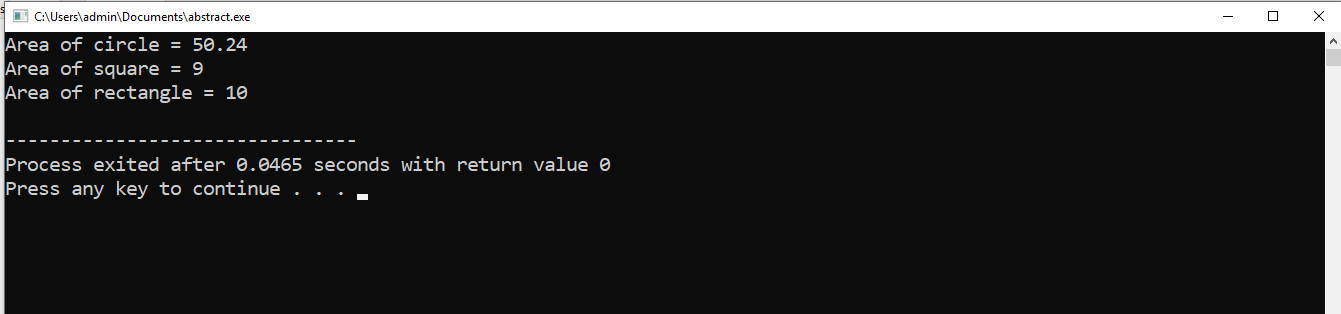 C:\Users\admin\Documents\abstract.exe
Area of circle = 50.24
Area of square = 9
Area of rectangle = 10
--------------------------------
Process exited after 0.0465 seconds with return value 0
Press any key to continue . . .